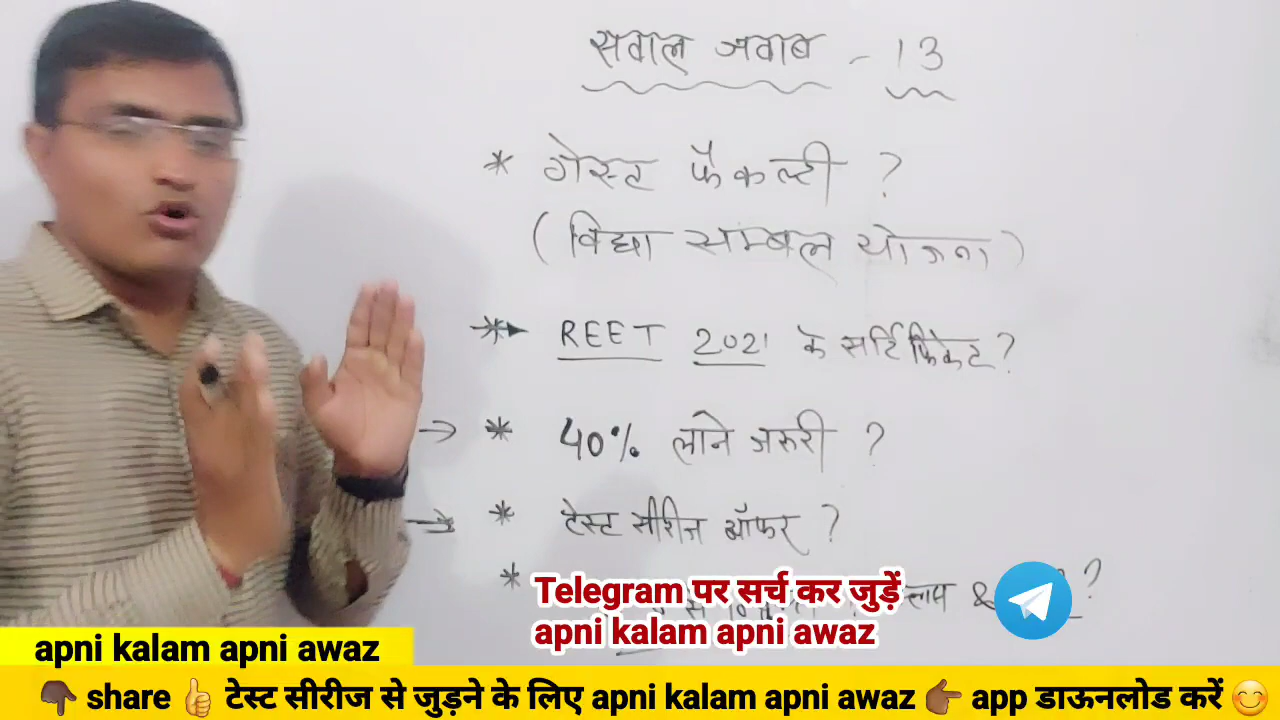 सवाल जवाब - 13
* गेस्ट फैकल्टी ?
(विद्या सम्बल योजना)
* REET 2021 के सर्टिफिकेट ?
→ * 40% लाने जरुरी ?
→ * टेस्ट सीरीज ऑफर ?
* & ?
Telegram पर सर्च कर जुड़ें
apni kalam apni awaz
apni kalam apni awaz
👇🏿 share 👍 टेस्ट सीरीज से जुड़ने के लिए apni kalam apni awaz 👉🏾 app डाऊनलोड करें 😊